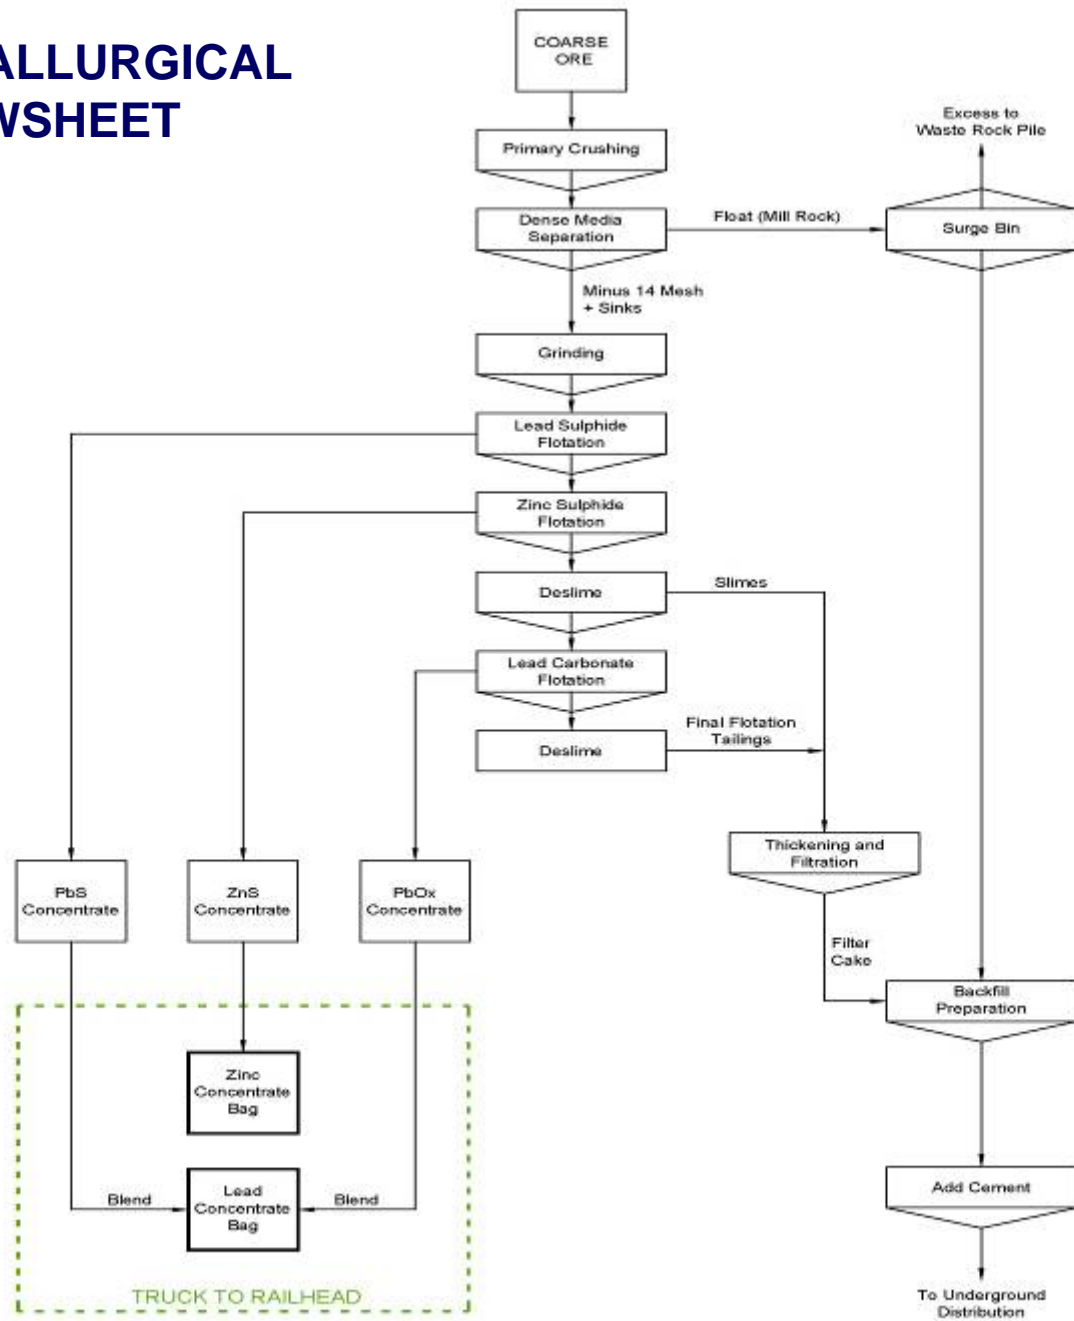 ALLURGICAL
WSHEET
COARSE
ORE
Excess to
Waste Rock Pile
Primary Crushing
Dense Media
Separation
Float (Mill Rock)
Surge Bin
Minus 14 Mesh
+ Sinks
Grinding
Lead Sulphide
Flotation
Zinc Sulphide
Flotation
Deslime
Slimes
Lead Carbonate
Flotation
Final Flotation
Tailings
Deslime
Thickening and
Filtration
PbS
Concentrate
ZnS
Concentrate
PbOx
Concentrate
Filter
Cake
Backfill
Preparation
Zinc
Concentrate
Bag
Blend
Lead
Concentrate
Bag
Blend
Add Cement
TRUCK TO RAILHEAD
To Underground
Distribution